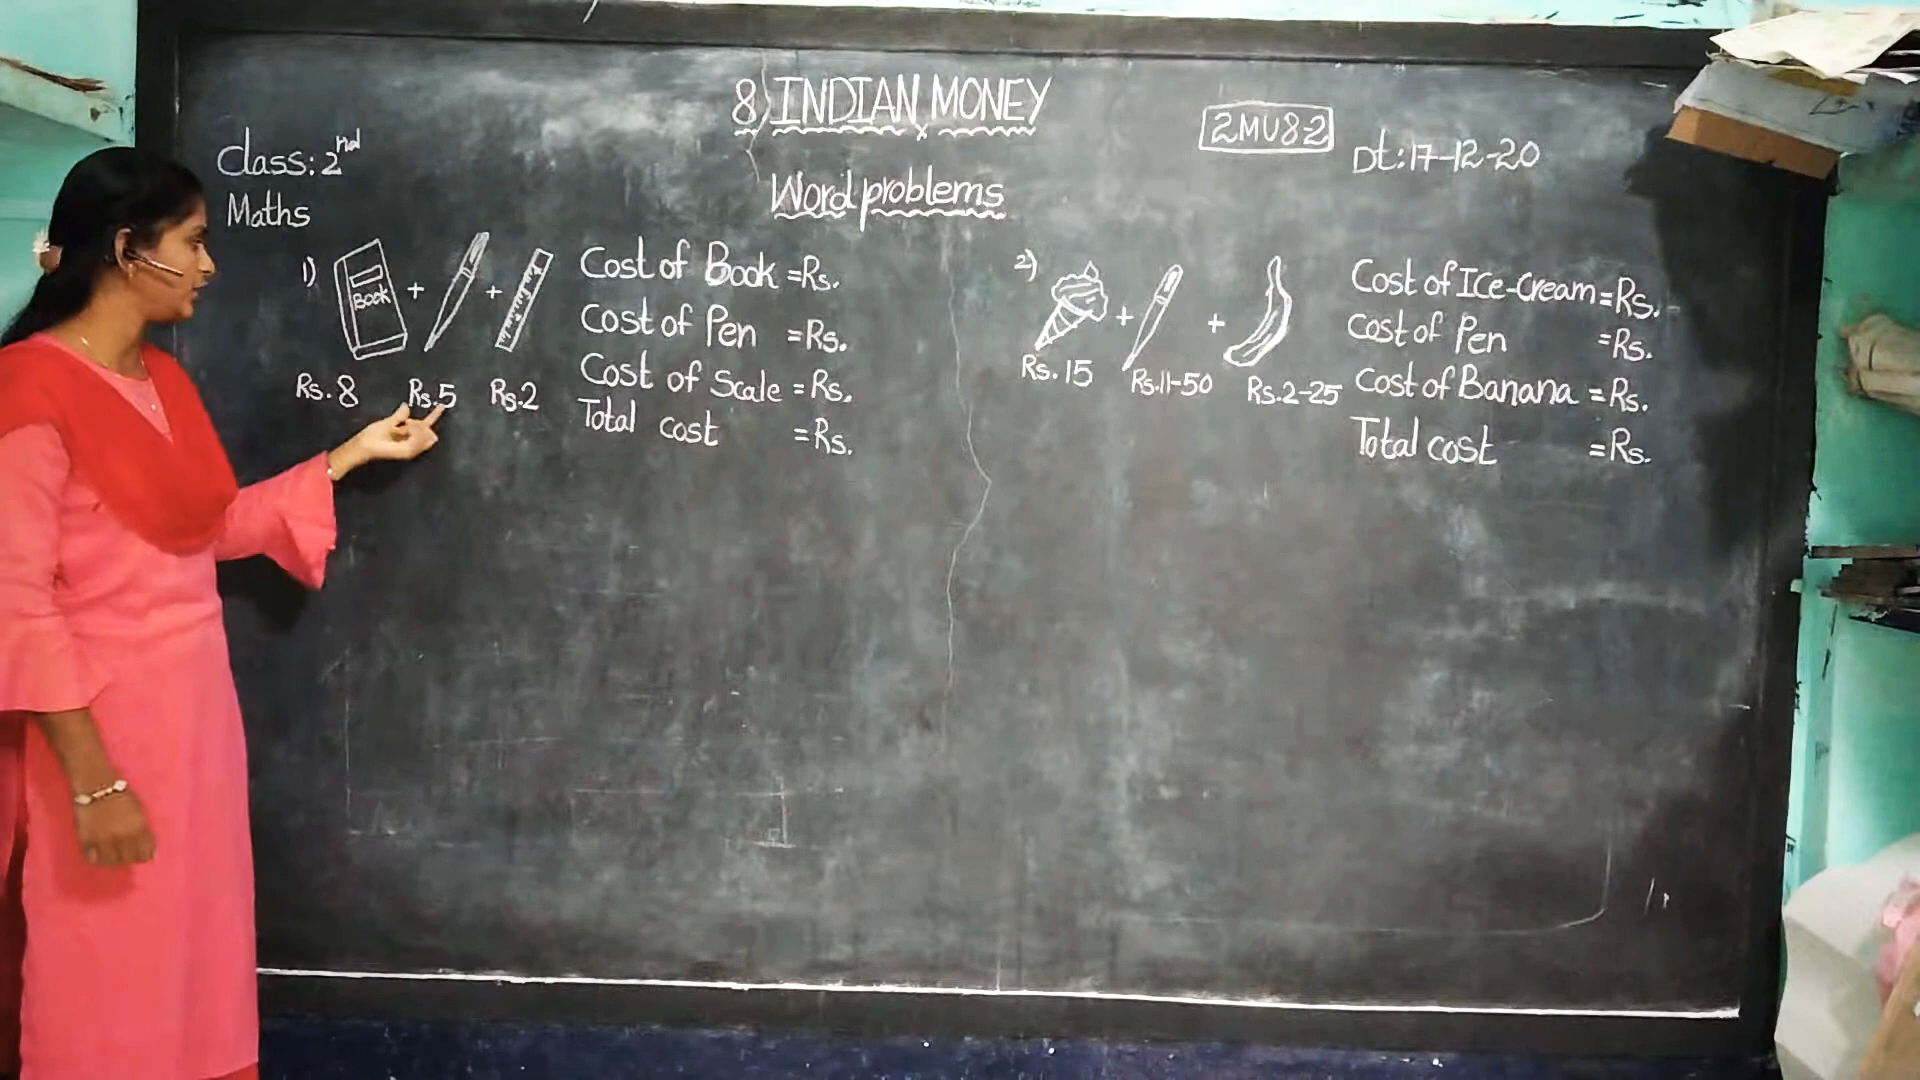 8) INDIAN MONEY
2MU8.2
Dt:17-12-20
Class: 2nd
Maths
Word problems
1)
BOOK
+ +
Rs. 8 Rs.5 Rs.2
Cost of Book =Rs.
Cost of Pen =Rs.
Cost of Scale =Rs.
Total cost =Rs.
2)
+ +
Rs. 15 Rs.11-50 Rs.2-25
Cost of Ice-Cream=Rs.
Cost of Pen =Rs.
Cost of Banana =Rs.
Total cost =Rs.